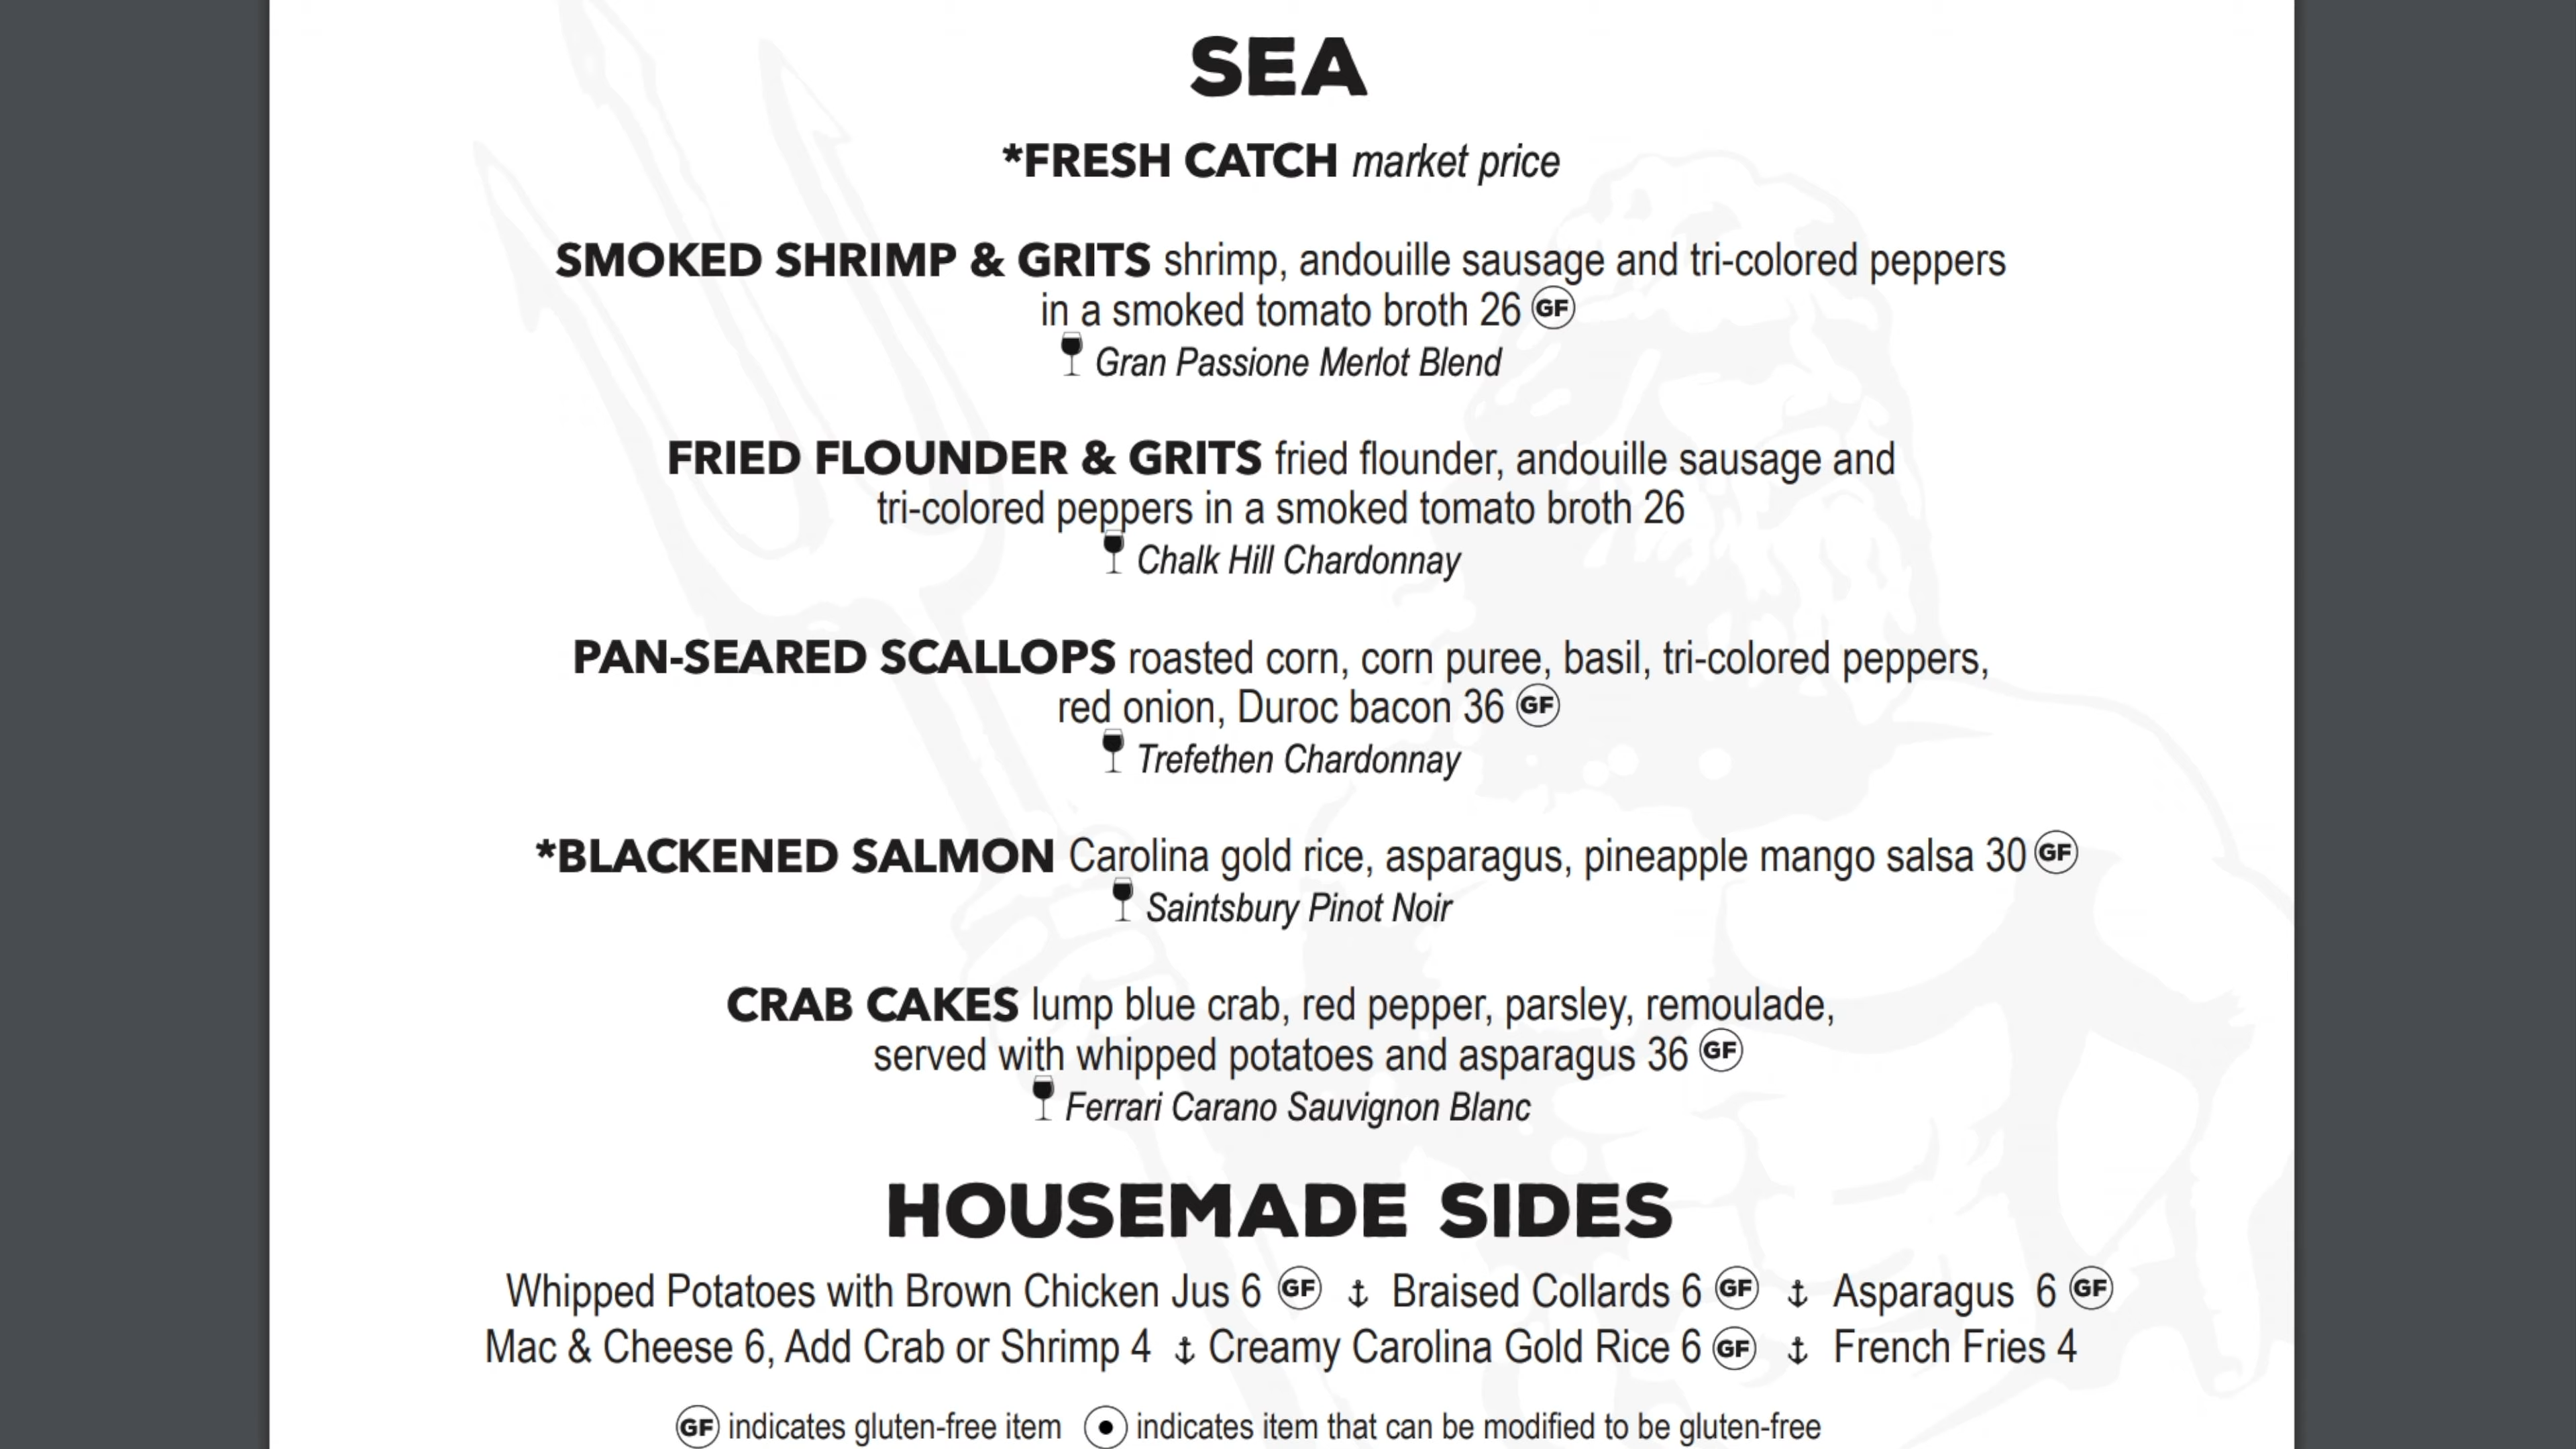 SEA
*FRESH CATCH market price
SMOKED SHRIMP & GRITS shrimp, andouille sausage and tri-colored peppers
in a smoked tomato broth 26 GF
Gran Passione Merlot Blend
FRIED FLOUNDER & GRITS fried flounder, andouille sausage and
tri-colored peppers in a smoked tomato broth 26
Chalk Hill Chardonnay
PAN-SEARED SCALLOPS roasted corn, corn puree, basil, tri-colored peppers,
red onion, Duroc bacon 36 GF
Trefethen Chardonnay
*BLACKENED SALMON Carolina gold rice, asparagus, pineapple mango salsa 30 GF
Saintsbury Pinot Noir
CRAB CAKES lump blue crab, red pepper, parsley, remoulade,
served with whipped potatoes and asparagus 36 GF
Ferrari Carano Sauvignon Blanc
HOUSEMADE SIDES
Whipped Potatoes with Brown Chicken Jus 6 GF ⚓ Braised Collards 6 GF ⚓ Asparagus 6 GF
Mac & Cheese 6, Add Crab or Shrimp 4 ⚓ Creamy Carolina Gold Rice 6 GF ⚓ French Fries 4
GF indicates gluten-free item • indicates item that can be modified to be gluten-free